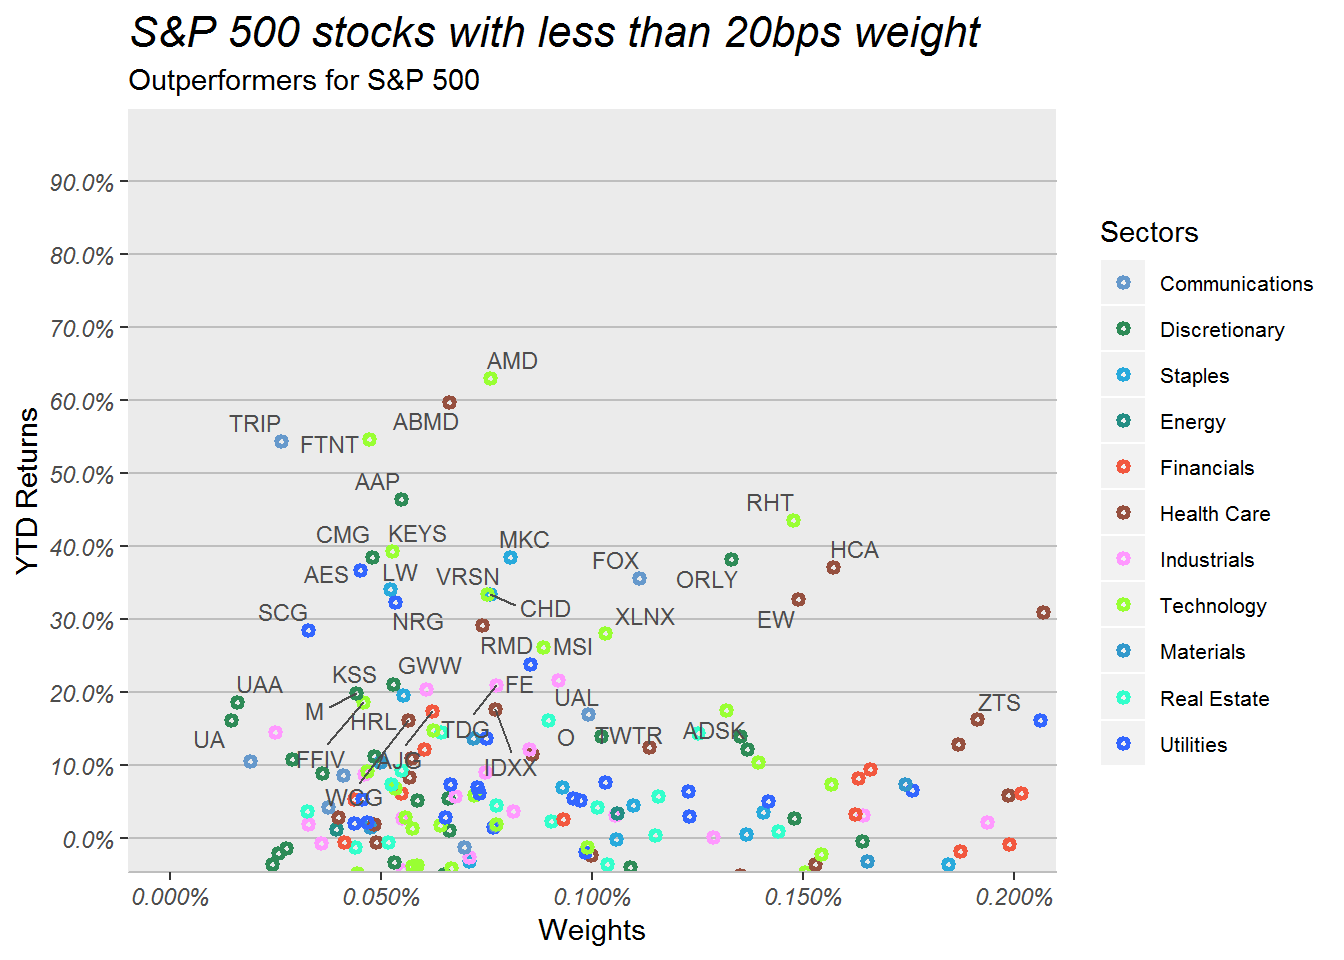 S&P 500 stocks with less than 20bps weight
Outperformers for S&P 500
90.0%
80.0%
70.0%
60.0%
50.0%
40.0%
30.0%
20.0%
10.0%
0.0%
YTD Returns
AMD
ABMD
TRIP
FTNT
AAP
RHT
CMG
KEYS
MKC
HCA
FOX
AES
LW
VRSN
ORLY
CHD
SCG
NRG
XLNX
EW
RMD
MSI
GWW
KSS
UAA
FE
UAL
ZTS
M
HRL
TDG
UA
O
TWTR
ADSK
FFIV
AJG
IDXX
WCG
0.000%
0.050%
0.100%
0.150%
0.200%
Weights
Sectors
Communications
Discretionary
Staples
Energy
Financials
Health Care
Industrials
Technology
Materials
Real Estate
Utilities